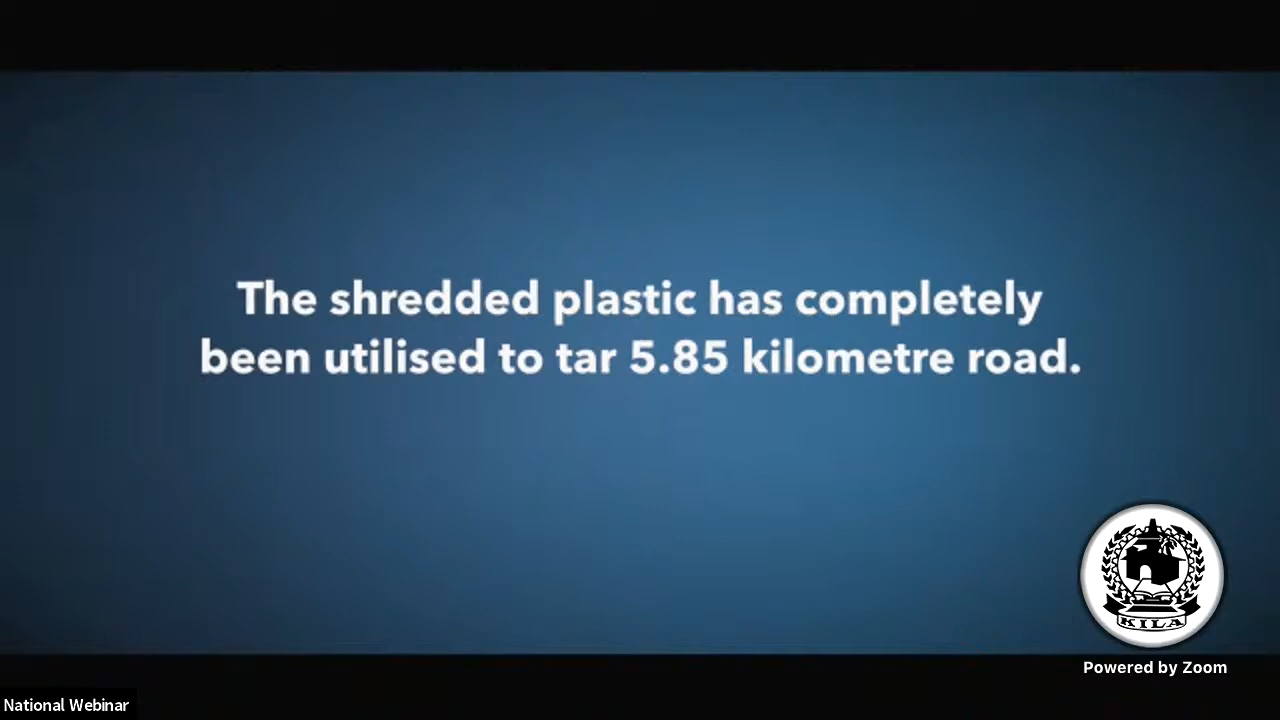 The shredded plastic has completely
been utilised to tar 5.85 kilometre road.
KILA
Powered by Zoom
National Webinar